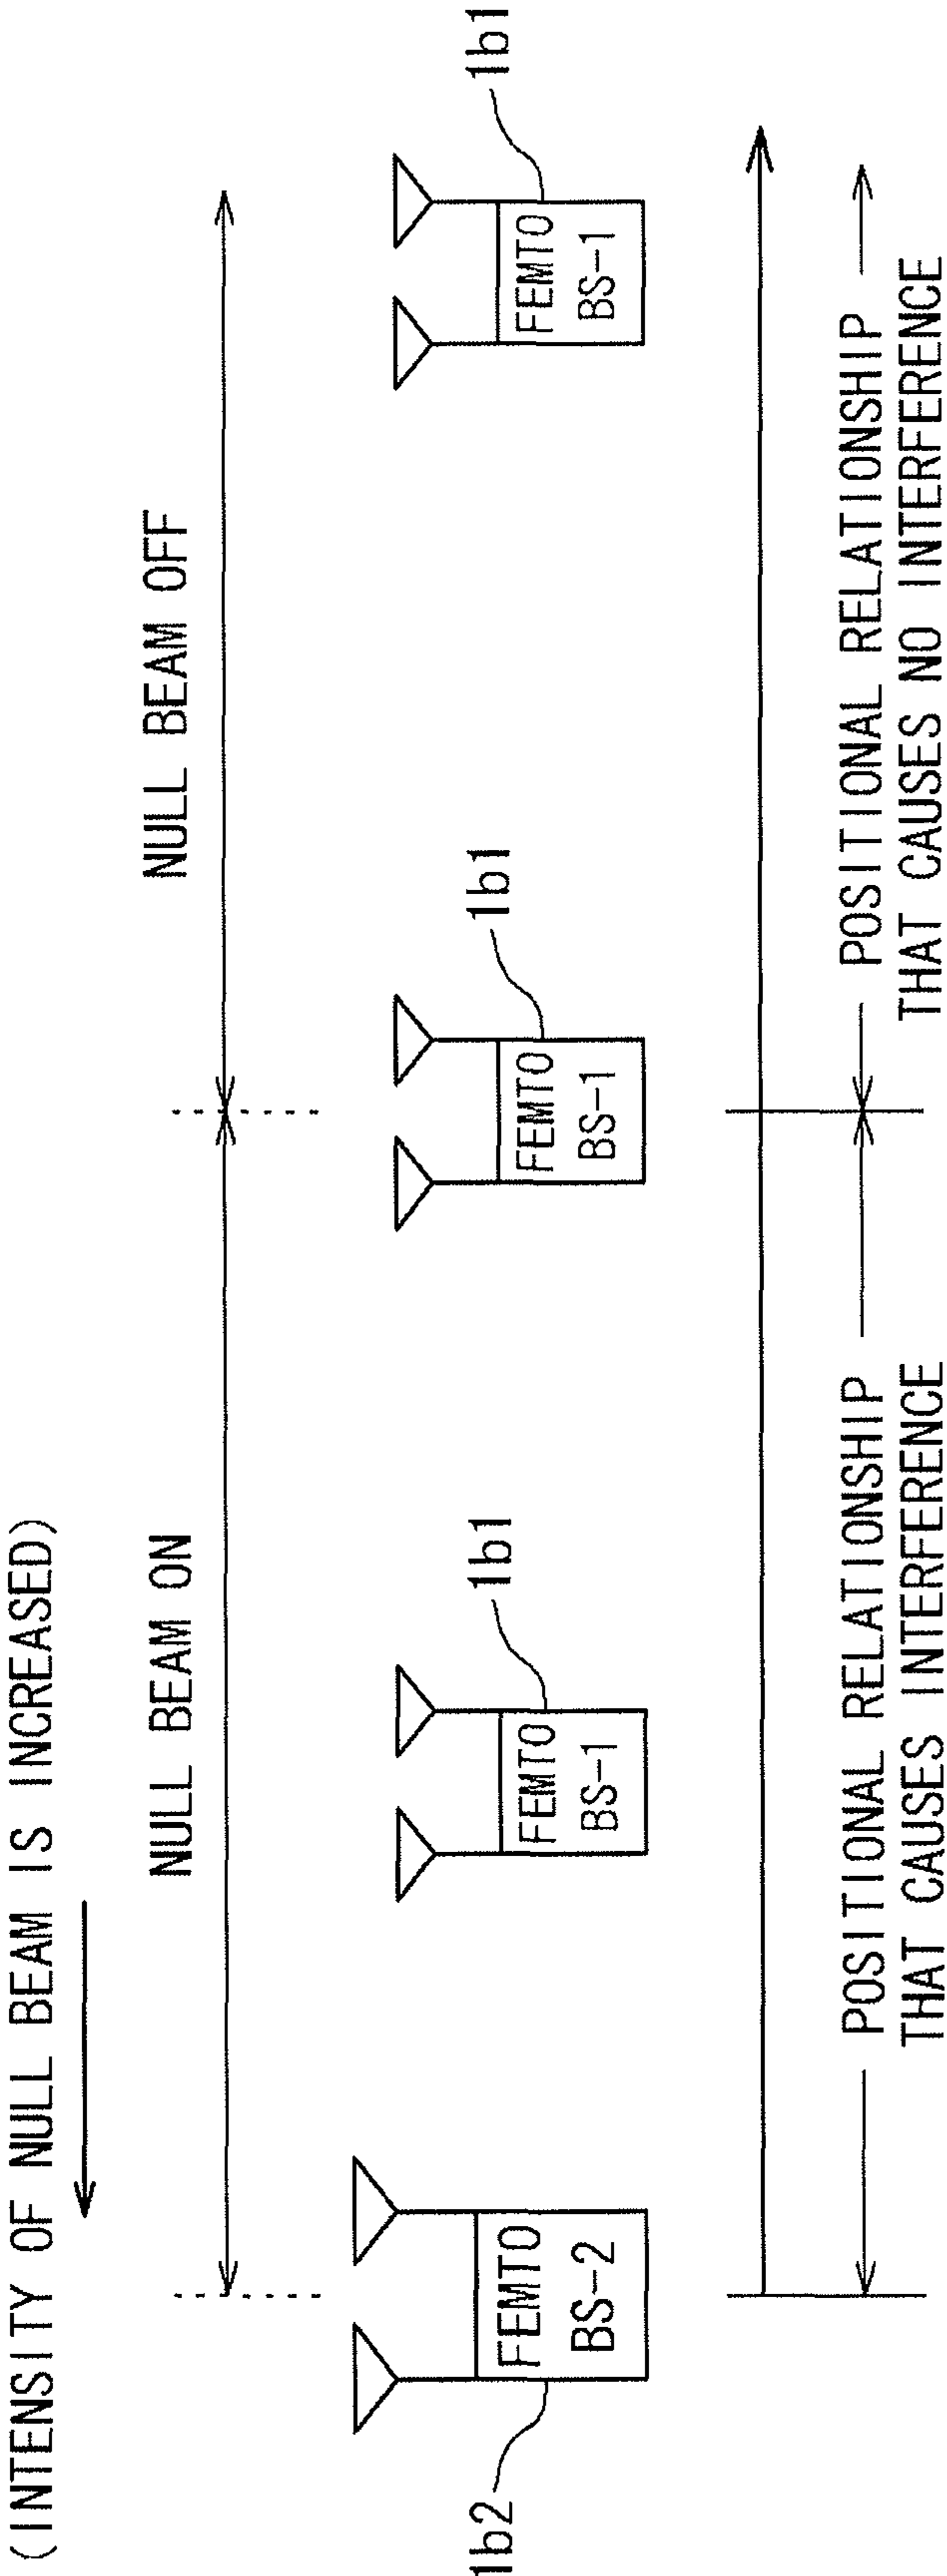 (INTENSITY OF NULL BEAM IS INCREASED)
NULL BEAM ON
NULL BEAM OFF
1b2
FEMTO
BS-2
1b1
FEMTO
BS-1
1b1
FEMTO
BS-1
1b1
FEMTO
BS-1
POSITIONAL RELATIONSHIP
THAT CAUSES INTERFERENCE
POSITIONAL RELATIONSHIP
THAT CAUSES NO INTERFERENCE